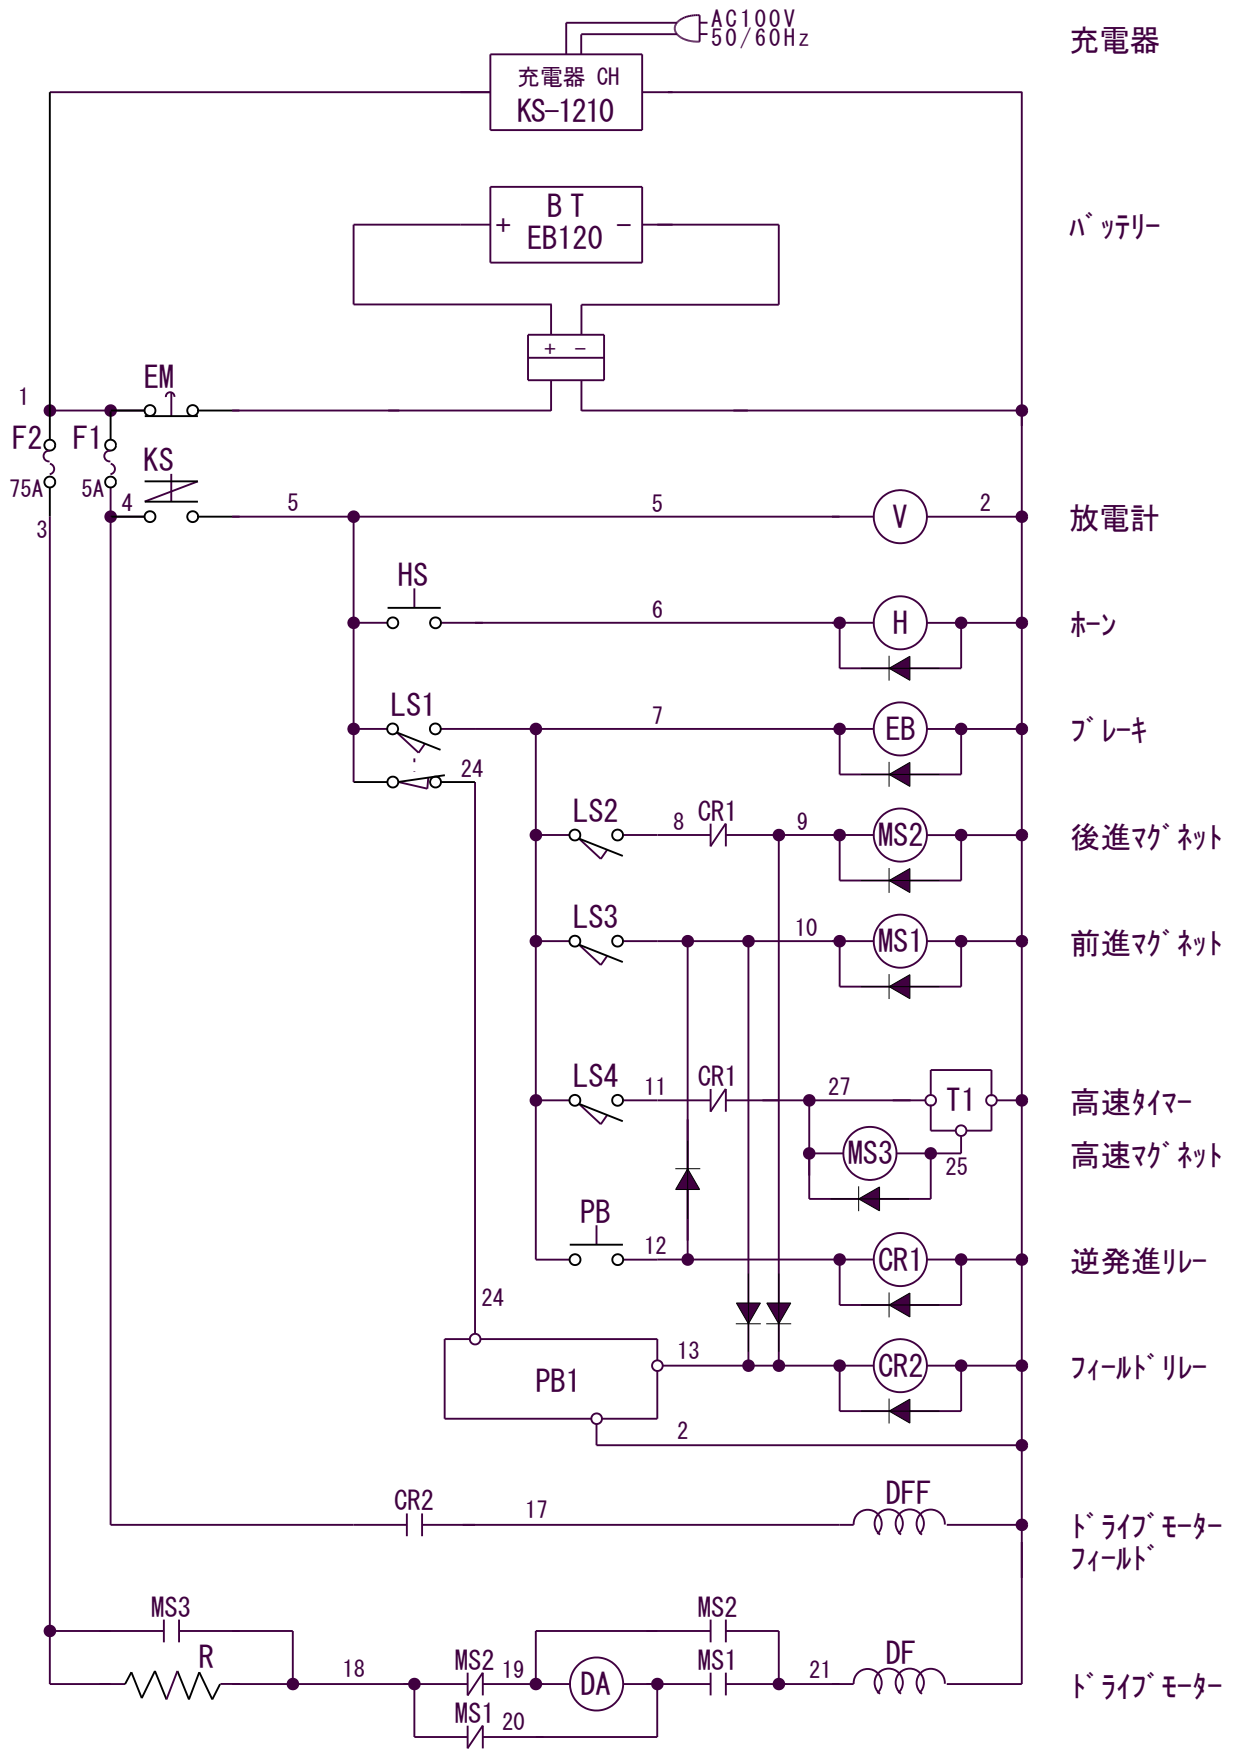 AC100V
50/60Hz
充電器
充電器 CH
KS-1210
BT
EB120
+
−
バッテリー
+ −
1
EM
F2
F1
KS
75A
5A
4
5
5
2
V
放電計
3
HS
6
H
ホーン
LS1
7
EB
ブレーキ
24
LS2
8
CR1
9
MS2
後進マグネット
LS3
10
MS1
前進マグネット
LS4
11
CR1
27
T1
高速タイマー
MS3
25
高速マグネット
PB
12
CR1
逆発進リレー
24
PB1
13
CR2
フィールドリレー
2
CR2
17
DFF
ドライブモーター
フィールド
MS3
R
18
MS2
19
DA
MS2
MS1
21
DF
ドライブモーター
MS1
20